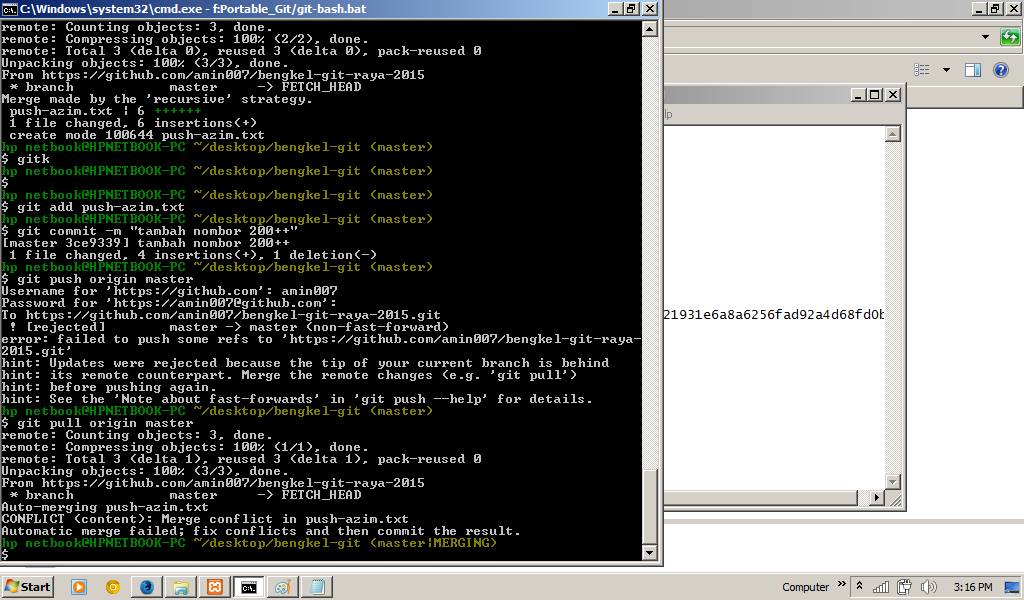 C:\Windows\system32\cmd.exe - f:Portable_Git/git-bash.bat
remote: Counting objects: 3, done.
remote: Compressing objects: 100% (2/2), done.
remote: Total 3 (delta 0), reused 3 (delta 0), pack-reused 0
Unpacking objects: 100% (3/3), done.
From https://github.com/amin007/bengkel-git-raya-2015
 * branch            master     -> FETCH_HEAD
Merge made by the 'recursive' strategy.
 push-azim.txt | 6 ++++++
 1 file changed, 6 insertions(+)
 create mode 100644 push-azim.txt
hp netbook@HPNETBOOK-PC ~/desktop/bengkel-git (master)
$ gitk
hp netbook@HPNETBOOK-PC ~/desktop/bengkel-git (master)
$
hp netbook@HPNETBOOK-PC ~/desktop/bengkel-git (master)
$ git add push-azim.txt
hp netbook@HPNETBOOK-PC ~/desktop/bengkel-git (master)
$ git commit -m "tambah nombor 200++"
[master 3ce9339] tambah nombor 200++
 1 file changed, 4 insertions(+), 1 deletion(-)
hp netbook@HPNETBOOK-PC ~/desktop/bengkel-git (master)
$ git push origin master
Username for 'https://github.com': amin007
Password for 'https://amin007@github.com':
To https://github.com/amin007/bengkel-git-raya-2015.git
 ! [rejected]        master -> master (non-fast-forward)
error: failed to push some refs to 'https://github.com/amin007/bengkel-git-raya-
2015.git'
hint: Updates were rejected because the tip of your current branch is behind
hint: its remote counterpart. Merge the remote changes (e.g. 'git pull')
hint: before pushing again.
hint: See the 'Note about fast-forwards' in 'git push --help' for details.
hp netbook@HPNETBOOK-PC ~/desktop/bengkel-git (master)
$ git pull origin master
remote: Counting objects: 3, done.
remote: Compressing objects: 100% (1/1), done.
remote: Total 3 (delta 1), reused 3 (delta 1), pack-reused 0
Unpacking objects: 100% (3/3), done.
From https://github.com/amin007/bengkel-git-raya-2015
 * branch            master     -> FETCH_HEAD
Auto-merging push-azim.txt
CONFLICT (content): Merge conflict in push-azim.txt
Automatic merge failed; fix conflicts and then commit the result.
hp netbook@HPNETBOOK-PC ~/desktop/bengkel-git (master|MERGING)
$
lp
21931e6a8a6256fad92a4d68fd0b
Start
Computer
3:16 PM